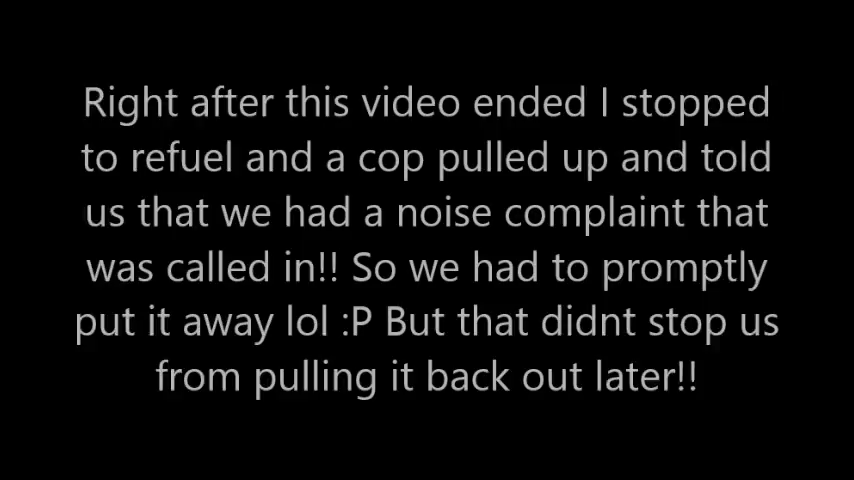 Right after this video ended I stopped
to refuel and a cop pulled up and told
us that we had a noise complaint that
was called in!! So we had to promptly
put it away lol :P But that didnt stop us
from pulling it back out later!!